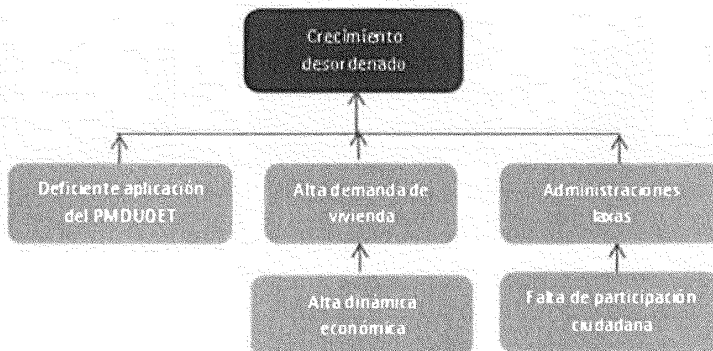 Crecimiento
desordenado
Deficiente aplicación
del PMDUOET
Alta demanda de
vivienda
Administraciones
laxas
Alta dinámica
económica
Falta de participación
ciudadana